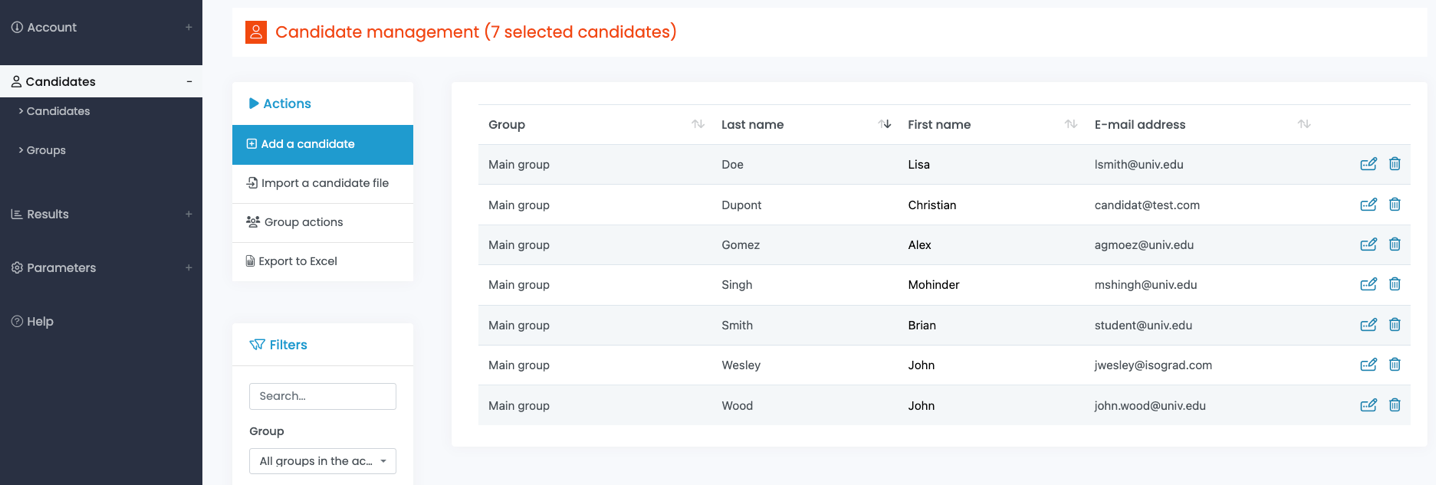 Account
Candidates
Candidates
Groups
Results
Parameters
Help
Candidate management (7 selected candidates)
Actions
Add a candidate
Import a candidate file
Group actions
Export to Excel
Filters
Search...
Group
All groups in the ac...
Group Last name First name E-mail address
Main group Doe Lisa lsmith@univ.edu
Main group Dupont Christian candidat@test.com
Main group Gomez Alex agmoez@univ.edu
Main group Singh Mohinder mshingh@univ.edu
Main group Smith Brian student@univ.edu
Main group Wesley John jwesley@isograd.com
Main group Wood John john.wood@univ.edu